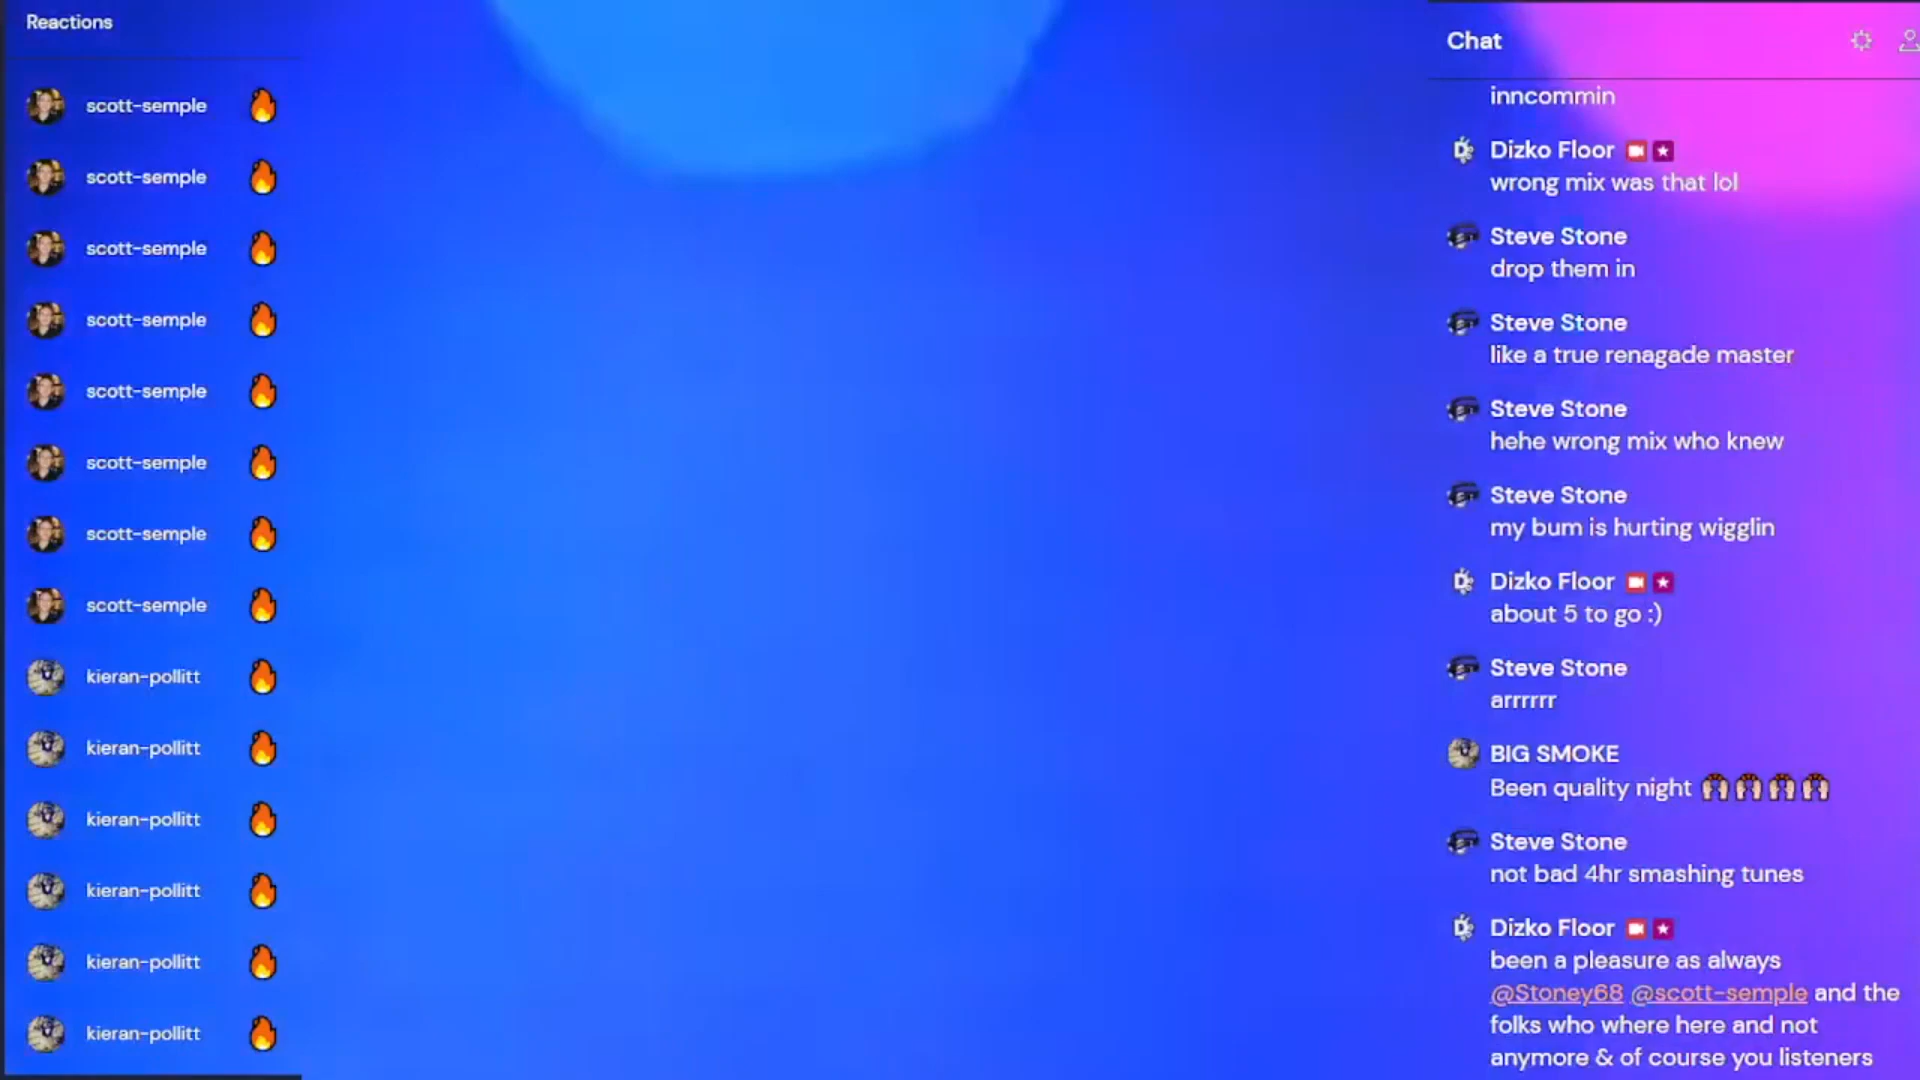 Reactions
scott-semple
scott-semple
scott-semple
scott-semple
scott-semple
scott-semple
scott-semple
scott-semple
kieran-pollitt
kieran-pollitt
kieran-pollitt
kieran-pollitt
kieran-pollitt
kieran-pollitt
Chat
inncommin
Dizko Floor
wrong mix was that lol
Steve Stone
drop them in
Steve Stone
like a true renagade master
Steve Stone
hehe wrong mix who knew
Steve Stone
my bum is hurting wigglin
Dizko Floor
about 5 to go :)
Steve Stone
arrrrrr
BIG SMOKE
Been quality night 🙌🙌🙌🙌
Steve Stone
not bad 4hr smashing tunes
Dizko Floor
been a pleasure as always
@Stoney68 @scott-semple and the
folks who where here and not
anymore & of course you listeners